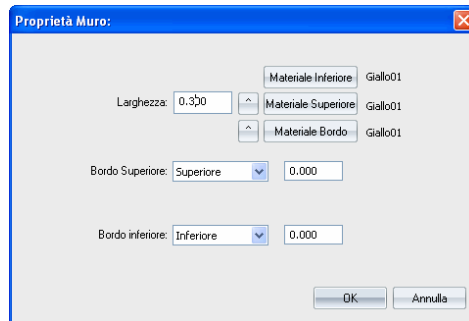 Proprietà Muro:
Materiale Inferiore Giallo01
Larghezza: 0.300 ^ Materiale Superiore Giallo01
^ Materiale Bordo Giallo01
Bordo Superiore: Superiore 0.000
Bordo inferiore: Inferiore 0.000
OK Annulla